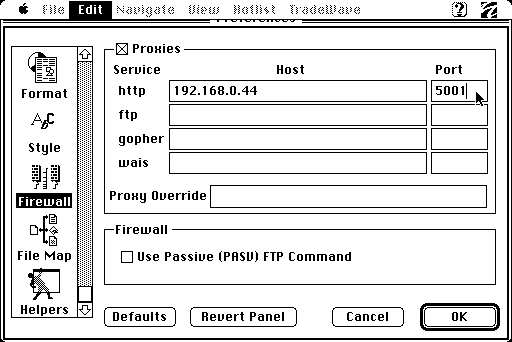 File Edit Navigate View Hotlist TradeWave
Preferences
Proxies
Service Host Port
http 192.168.0.44 5001
ftp
gopher
wais
Proxy Override
Firewall
Use Passive (PASV) FTP Command
Format
ABC
Style
Firewall
File Map
Helpers
Defaults Revert Panel Cancel OK